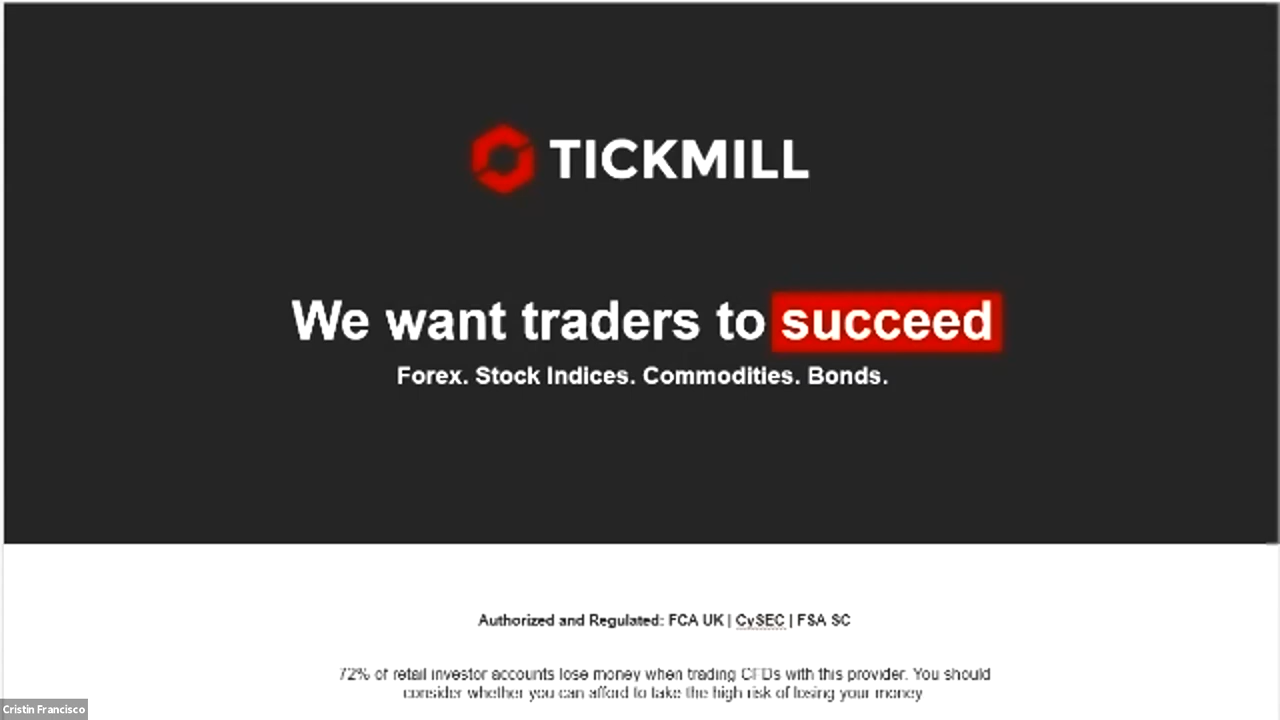 TICKMILL
We want traders to succeed
Forex. Stock Indices. Commodities. Bonds.
Authorized and Regulated: FCA UK | CySEC | FSA SC
72% of retail investor accounts lose money when trading CFDs with this provider. You should
consider whether you can afford to take the high risk of losing your money
Cristin Francisco